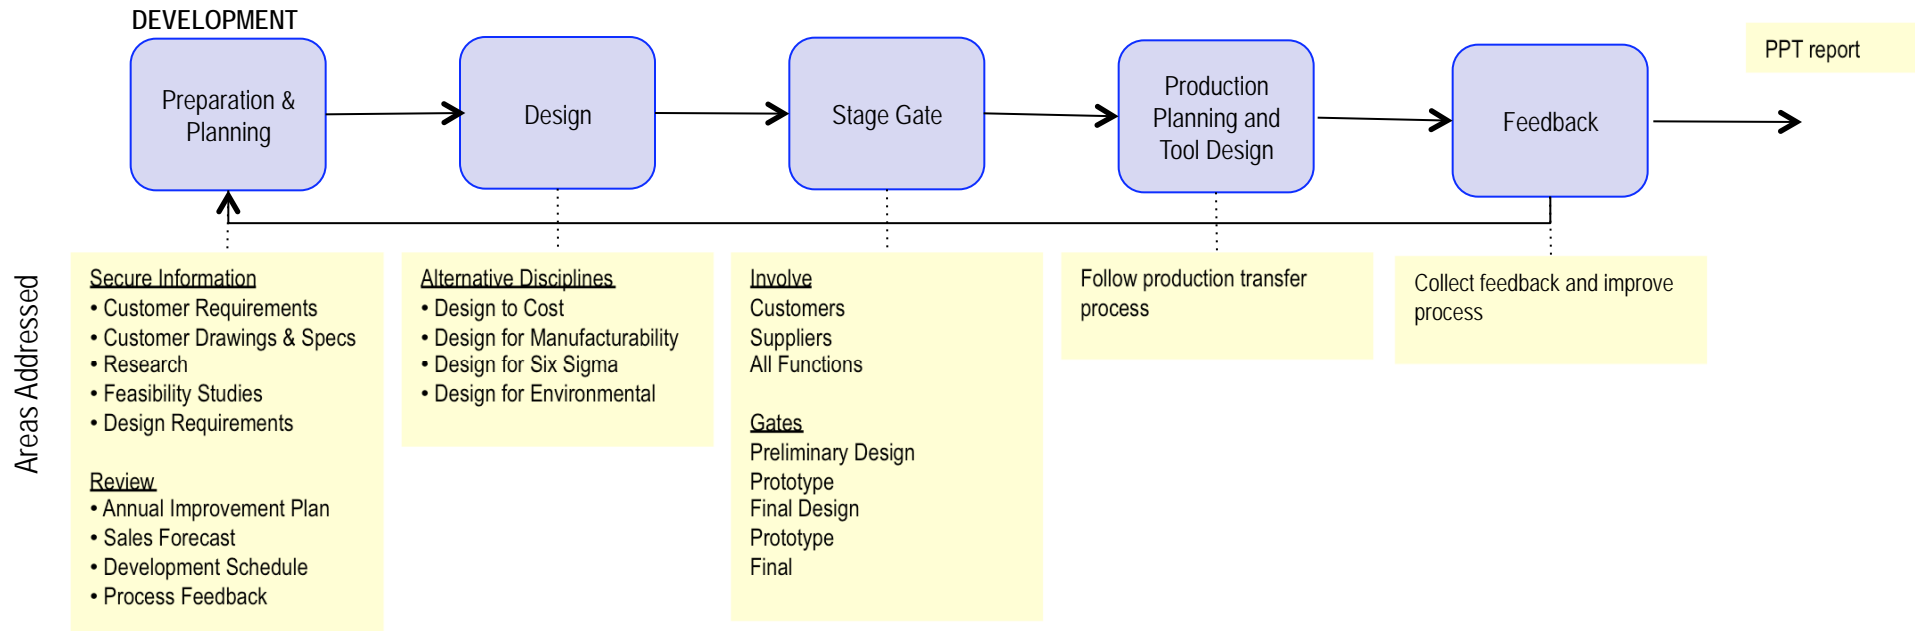 DEVELOPMENT
Preparation &
Planning
Design
Stage Gate
Production
Planning and
Tool Design
Feedback
PPT report
Areas Addressed
Secure Information
• Customer Requirements
• Customer Drawings & Specs
• Research
• Feasibility Studies
• Design Requirements
Review
• Annual Improvement Plan
• Sales Forecast
• Development Schedule
• Process Feedback
Alternative Disciplines
• Design to Cost
• Design for Manufacturability
• Design for Six Sigma
• Design for Environmental
Involve
Customers
Suppliers
All Functions
Gates
Preliminary Design
Prototype
Final Design
Prototype
Final
Follow production transfer
process
Collect feedback and improve
process